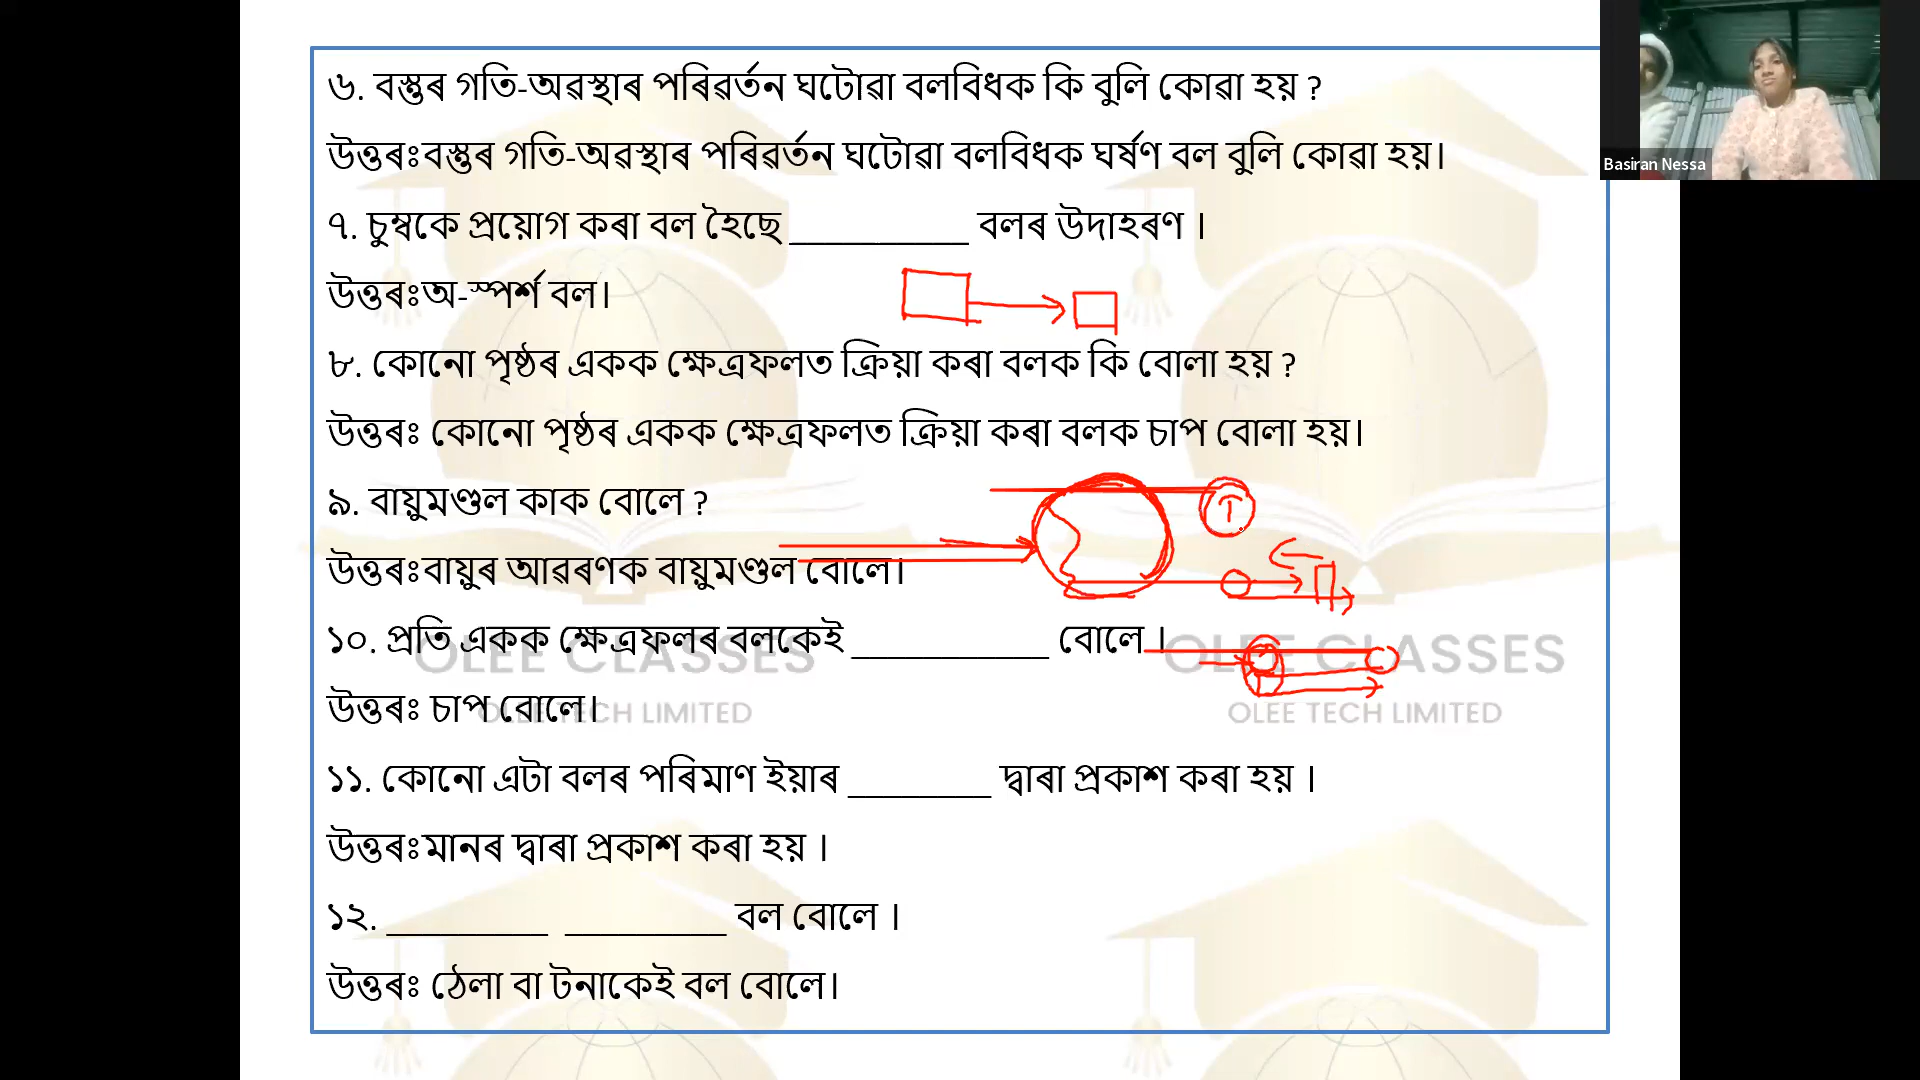 ৬. বস্তুৰ গতি-অৱস্থাৰ পৰিৱৰ্তন ঘটোৱা বলবিধক কি বুলি কোৱা হয় ?
উত্তৰঃবস্তুৰ গতি-অৱস্থাৰ পৰিৱৰ্তন ঘটোৱা বলবিধক ঘৰ্ষণ বল বুলি কোৱা হয়।
৭. চুম্বকে প্ৰয়োগ কৰা বল হৈছে __________ বলৰ উদাহৰণ ।
উত্তৰঃঅ-স্পৰ্শ বল।
৮. কোনো পৃষ্ঠৰ একক ক্ষেত্ৰফলত ক্ৰিয়া কৰা বলক কি বোলা হয় ?
উত্তৰঃ কোনো পৃষ্ঠৰ একক ক্ষেত্ৰফলত ক্ৰিয়া কৰা বলক চাপ বোলা হয়।
৯. বায়ুমণ্ডল কাক বোলে ?
উত্তৰঃবায়ুৰ আৱৰণক বায়ুমণ্ডল বোলে।
১০. প্ৰতি একক ক্ষেত্ৰফলৰ বলকেই ___________ বোলে ।
উত্তৰঃ চাপ বোলে।
১১. কোনো এটা বলৰ পৰিমাণ ইয়াৰ ________ দ্বাৰা প্ৰকাশ কৰা হয় ।
উত্তৰঃমানৰ দ্বাৰা প্ৰকাশ কৰা হয় ।
১২. _________ _________ বল বোলে ।
উত্তৰঃ ঠেলা বা টনাকেই বল বোলে।
Basiran Nessa
OLEE CLASSES
OLEE TECH LIMITED
OLEE CLASSES
OLEE TECH LIMITED